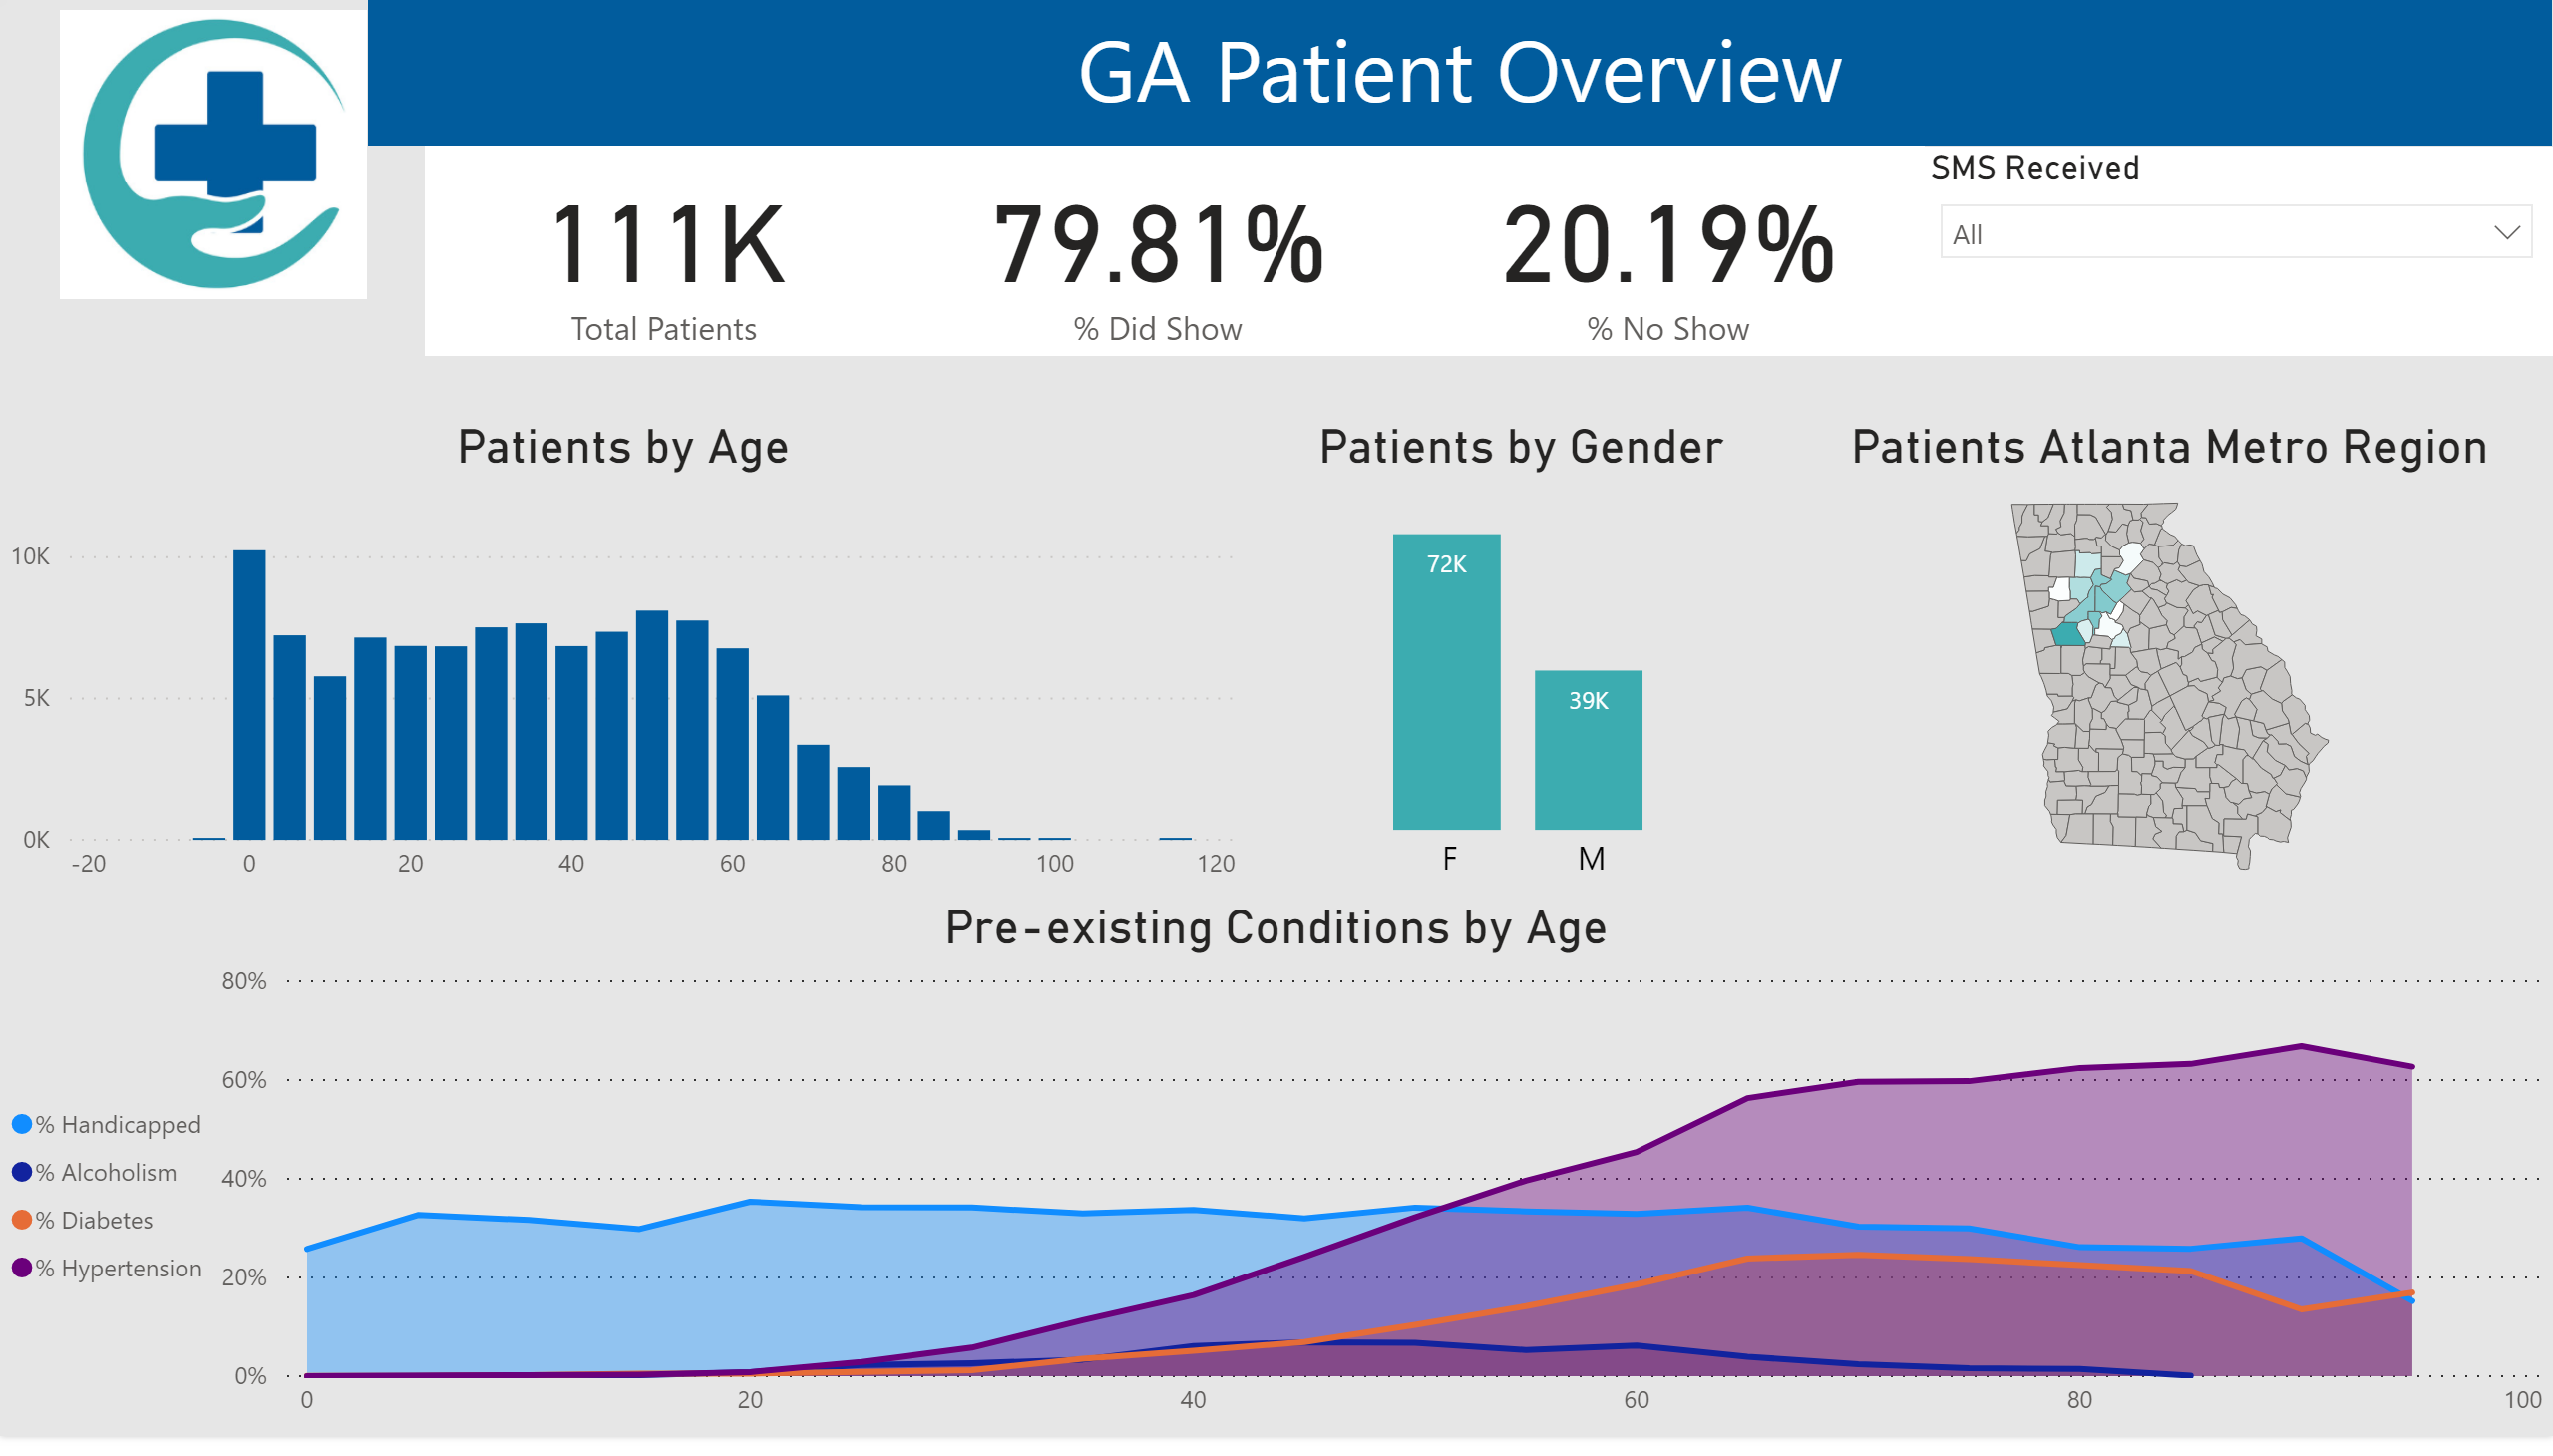 GA Patient Overview
SMS Received
111K
79.81%
20.19%
All
Total Patients
% Did Show
% No Show
Patients by Age
Patients by Gender
Patients Atlanta Metro Region
10K
5K
0K
-20
0
20
40
60
80
100
120
72K
39K
F
M
Pre-existing Conditions by Age
% Handicapped
% Alcoholism
% Diabetes
% Hypertension
80%
60%
40%
20%
0%
0
20
40
60
80
100